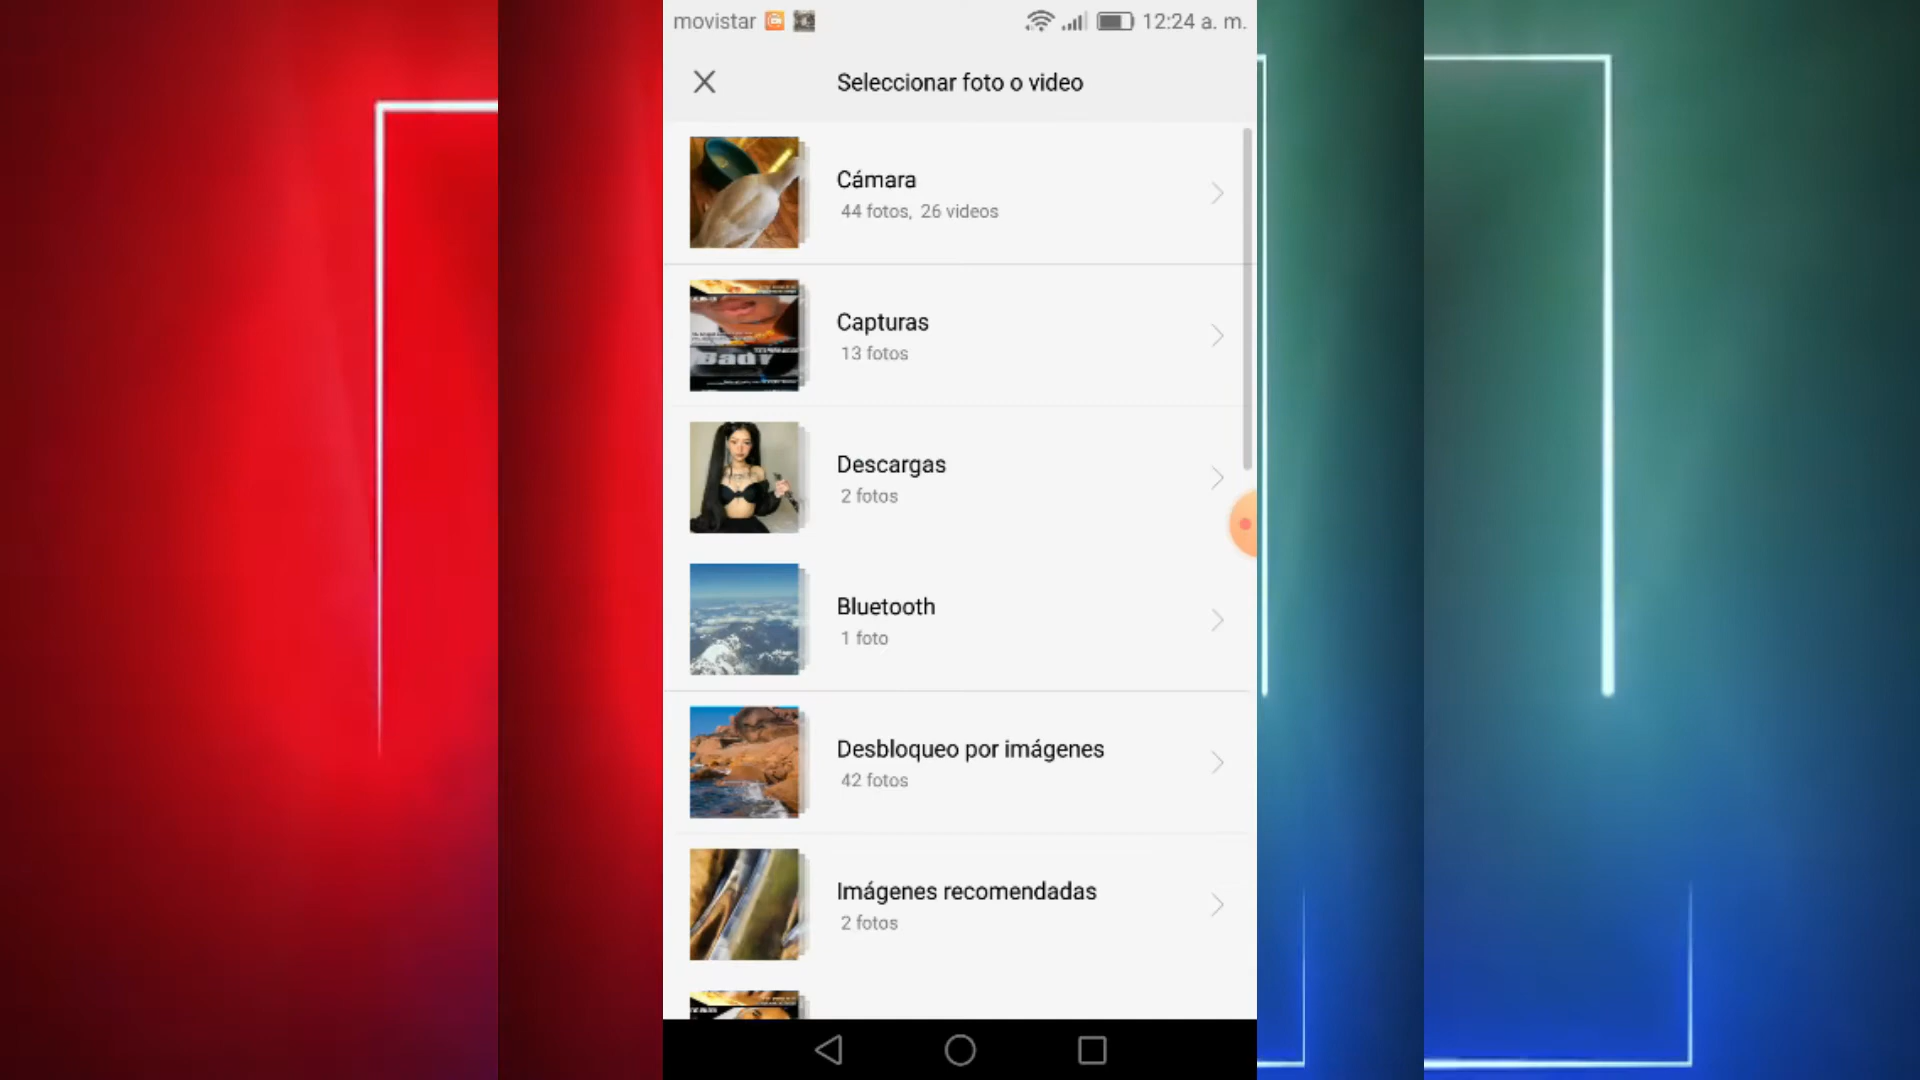 movistar
12:24 a. m.
Seleccionar foto o video
Cámara
44 fotos, 26 videos
Capturas
13 fotos
Descargas
2 fotos
Bluetooth
1 foto
Desbloqueo por imágenes
42 fotos
Imágenes recomendadas
2 fotos